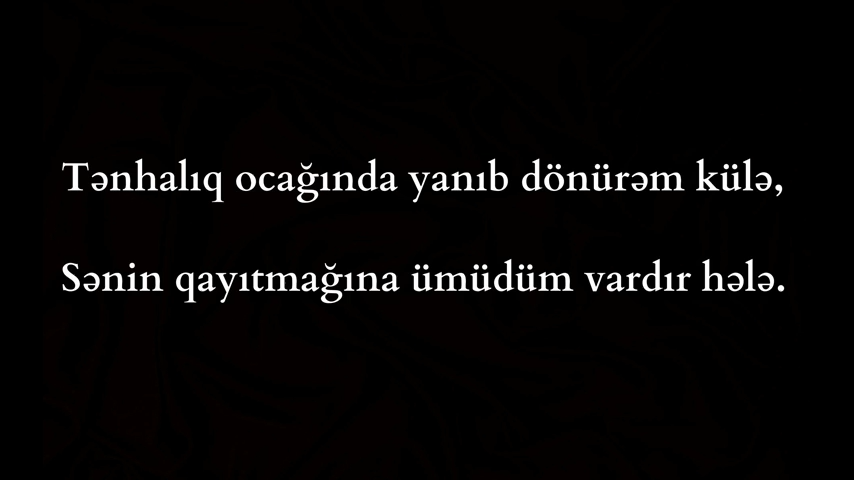 Tənhalıq ocağında yanıb dönürəm külə,
Sənin qayıtmağına ümüdüm vardır hələ.